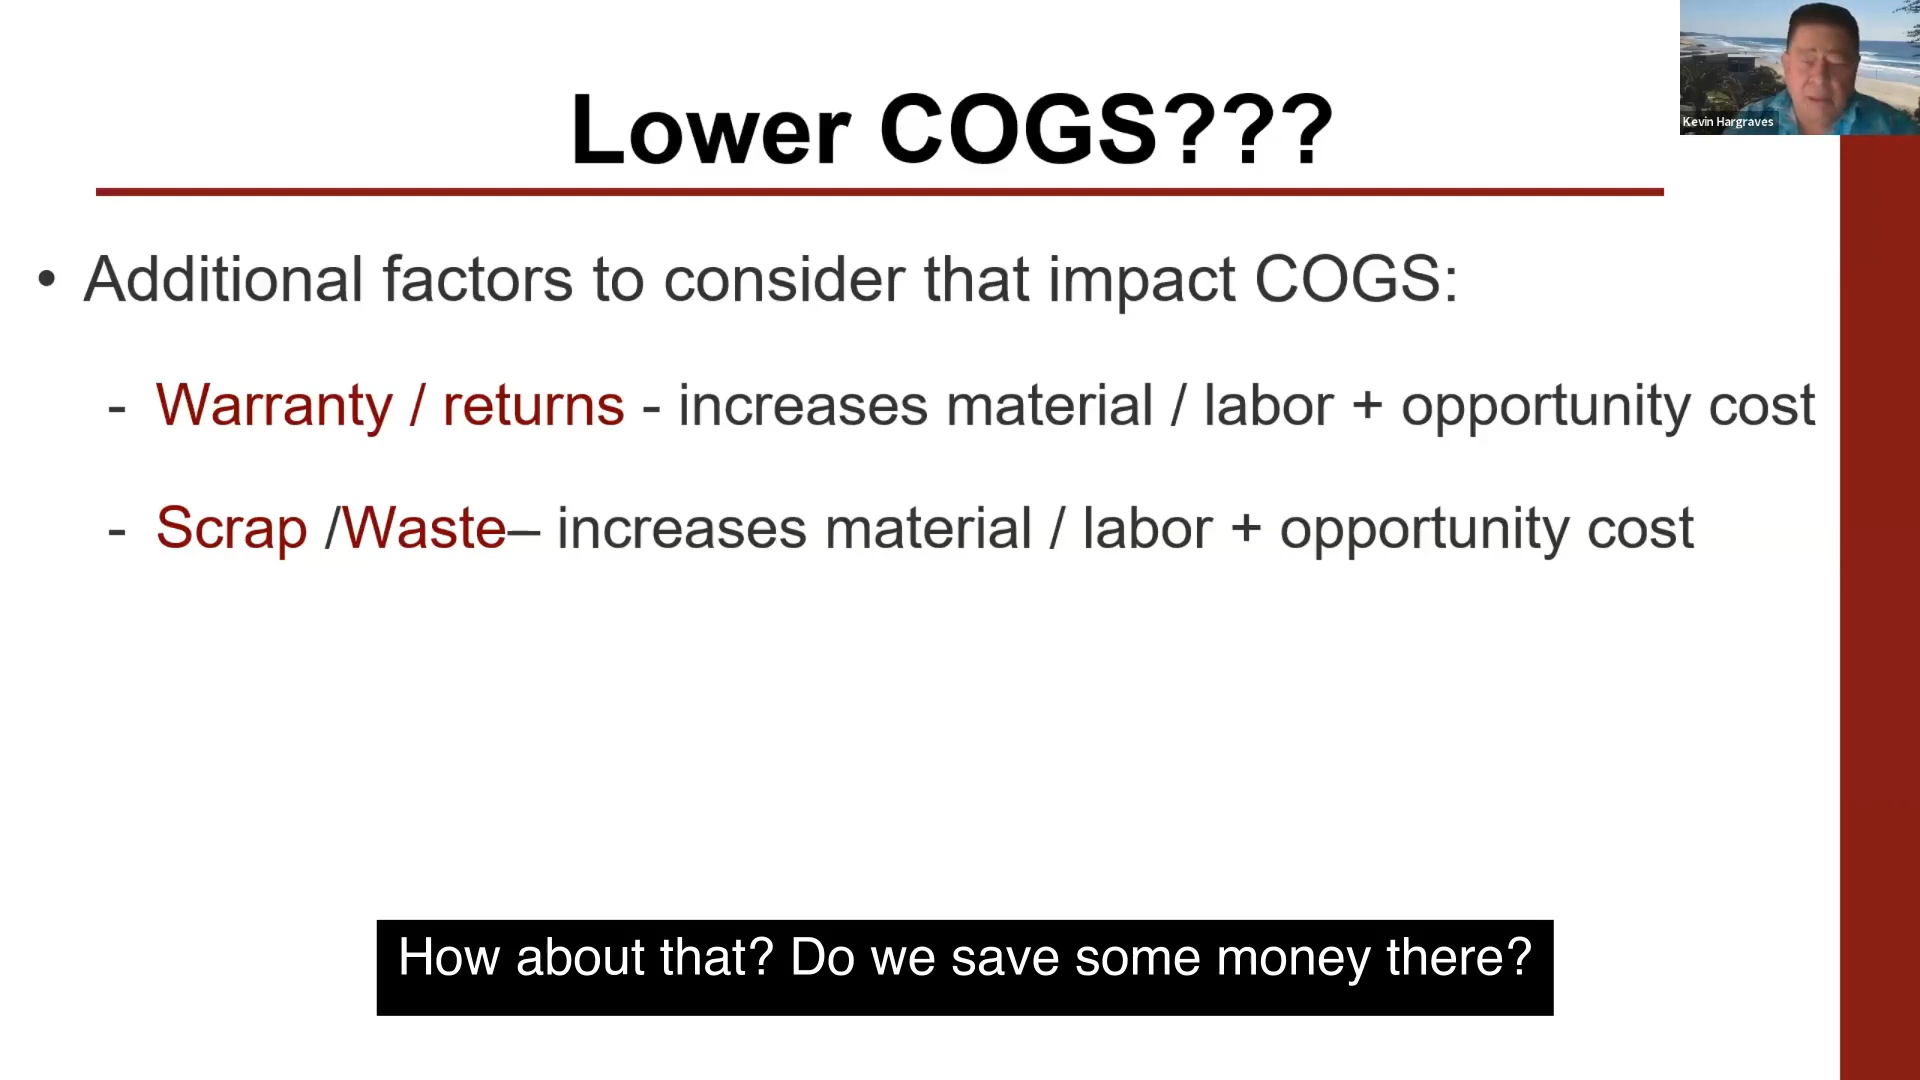 Lower COGS???
Kevin Hargraves
• Additional factors to consider that impact COGS:
- Warranty / returns - increases material / labor + opportunity cost
- Scrap /Waste– increases material / labor + opportunity cost
How about that? Do we save some money there?